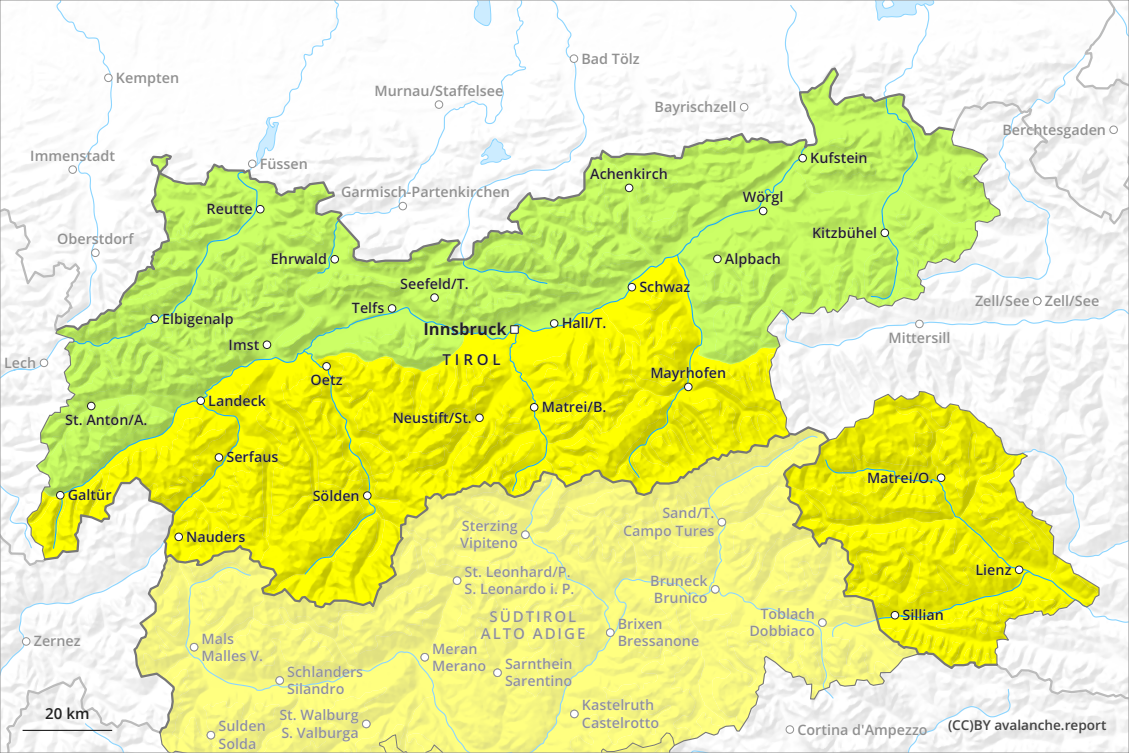 Kempten
Bad Tölz
Murnau/Staffelsee
Bayrischzell
Berchtesgaden
Immenstadt
Füssen
Kufstein
Achenkirch
Garmisch-Partenkirchen
Wörgl
Reutte
Kitzbühel
Oberstdorf
Ehrwald
Alpbach
Seefeld/T.
Schwaz
Zell/See
Zell/See
Telfs
Elbigenalp
Innsbruck
Hall/T.
Mittersill
Imst
TIROL
Lech
Oetz
Mayrhofen
Landeck
Matrei/B.
St. Anton/A.
Neustift/St.
Serfaus
Matrei/O.
Galtür
Sölden
Sand/T.
Campo Tures
Sterzing
Vipiteno
Nauders
St. Leonhard/P.
S. Leonardo i. P.
Lienz
Bruneck
Brunico
SÜDTIROL
ALTO ADIGE
Toblach
Dobbiaco
Sillian
Brixen
Bressanone
Zernez
Mals
Malles V.
Meran
Merano
Sarnthein
Sarentino
Schlanders
Silandro
20 km
St. Walburg
S. Valburga
Kastelruth
Castelrotto
Sulden
Solda
Cortina d'Ampezzo
(CC)BY avalanche.report